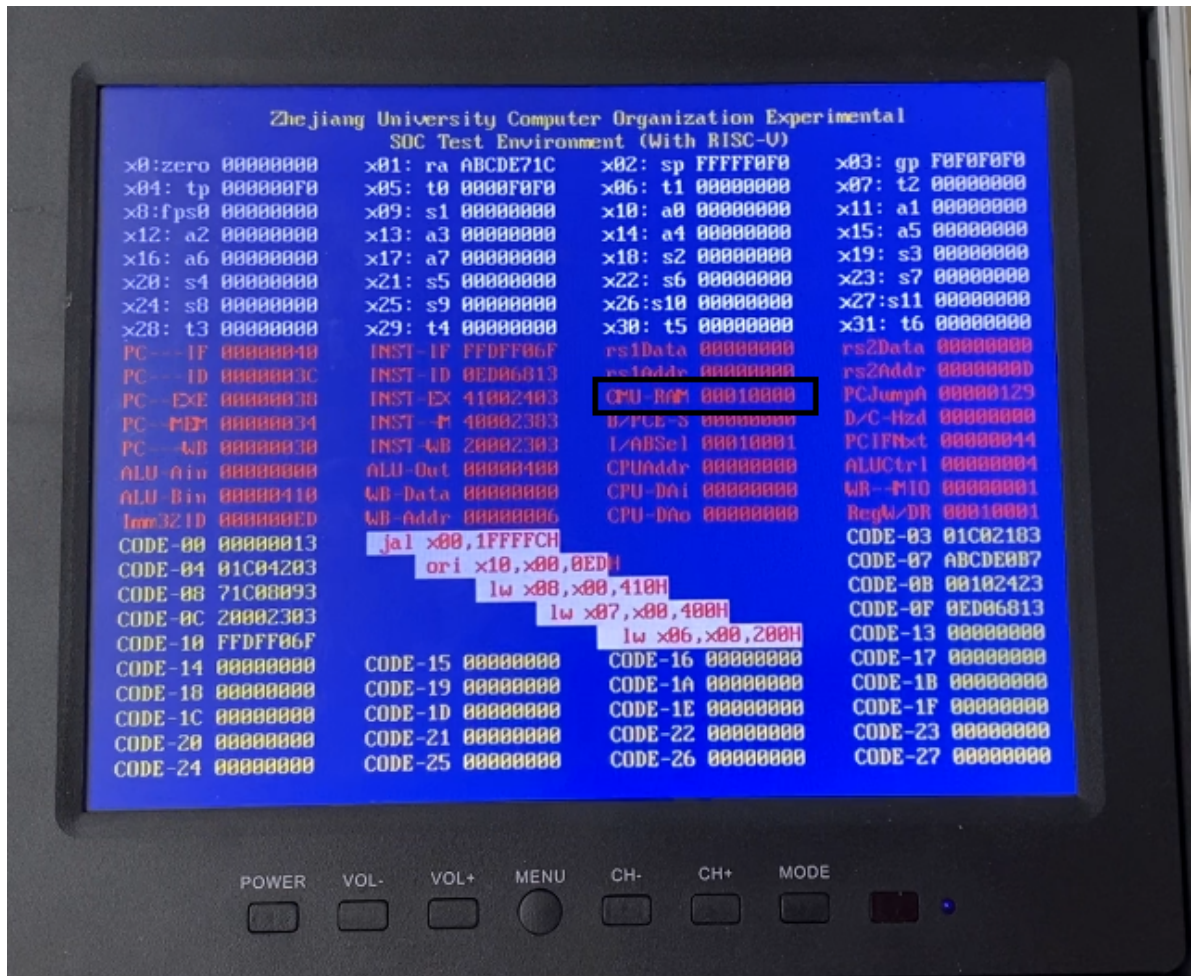 Zhejiang University Computer Organization Experimental
SOC Test Environment (With RISC-V)
x0:zero 00000000 x01: ra ABCDE71C x02: sp FFFFF0F0 x03: gp F0F0F0F0
x04: tp 000000F0 x05: t0 0000F0F0 x06: t1 00000000 x07: t2 00000000
x8:fps0 00000000 x09: s1 00000000 x10: a0 00000000 x11: a1 00000000
x12: a2 00000000 x13: a3 00000000 x14: a4 00000000 x15: a5 00000000
x16: a6 00000000 x17: a7 00000000 x18: s2 00000000 x19: s3 00000000
x20: s4 00000000 x21: s5 00000000 x22: s6 00000000 x23: s7 00000000
x24: s8 00000000 x25: s9 00000000 x26:s10 00000000 x27:s11 00000000
x28: t3 00000000 x29: t4 00000000 x30: t5 00000000 x31: t6 00000000
PC---IF 00000040 INST-IF FFDFF06F rs1Data 00000000 rs2Data 00000000
PC---ID 0000003C INST-ID 0ED06813 rs1Addr 00000000 rs2Addr 0000000D
PC--EXE 00000038 INST-EX 41002403 CMU-RAM 00010000 PCJumpA 00000129
PC--MEM 00000034 INST--M 40002383 B/PCE-S 00000000 D/C-Hzd 00000000
PC---WB 00000030 INST-WB 20002303 I/ABSel 00010001 PCIFNxt 00000044
ALU-Ain 00000000 ALU-Out 00000400 CPUAddr 00000000 ALUCtrl 00000004
ALU-Bin 00000410 WB-Data 00000000 CPU-DAi 00000000 WR--MIO 00000001
Imm32ID 000000ED WB-Addr 00000006 CPU-DAo 00000000 RegW/DR 00010001
CODE-00 00000013 jal x00,1FFFFCH CODE-03 01C02183
CODE-04 01C04203 ori x10,x00,0EDH CODE-07 ABCDE0B7
CODE-08 71C08093 lw x08,x00,410H CODE-0B 00102423
CODE-0C 20002303 lw x07,x00,400H CODE-0F 0ED06813
CODE-10 FFDFF06F lw x06,x00,200H CODE-13 00000000
CODE-14 00000000 CODE-15 00000000 CODE-16 00000000 CODE-17 00000000
CODE-18 00000000 CODE-19 00000000 CODE-1A 00000000 CODE-1B 00000000
CODE-1C 00000000 CODE-1D 00000000 CODE-1E 00000000 CODE-1F 00000000
CODE-20 00000000 CODE-21 00000000 CODE-22 00000000 CODE-23 00000000
CODE-24 00000000 CODE-25 00000000 CODE-26 00000000 CODE-27 00000000
POWER VOL- VOL+ MENU CH- CH+ MODE